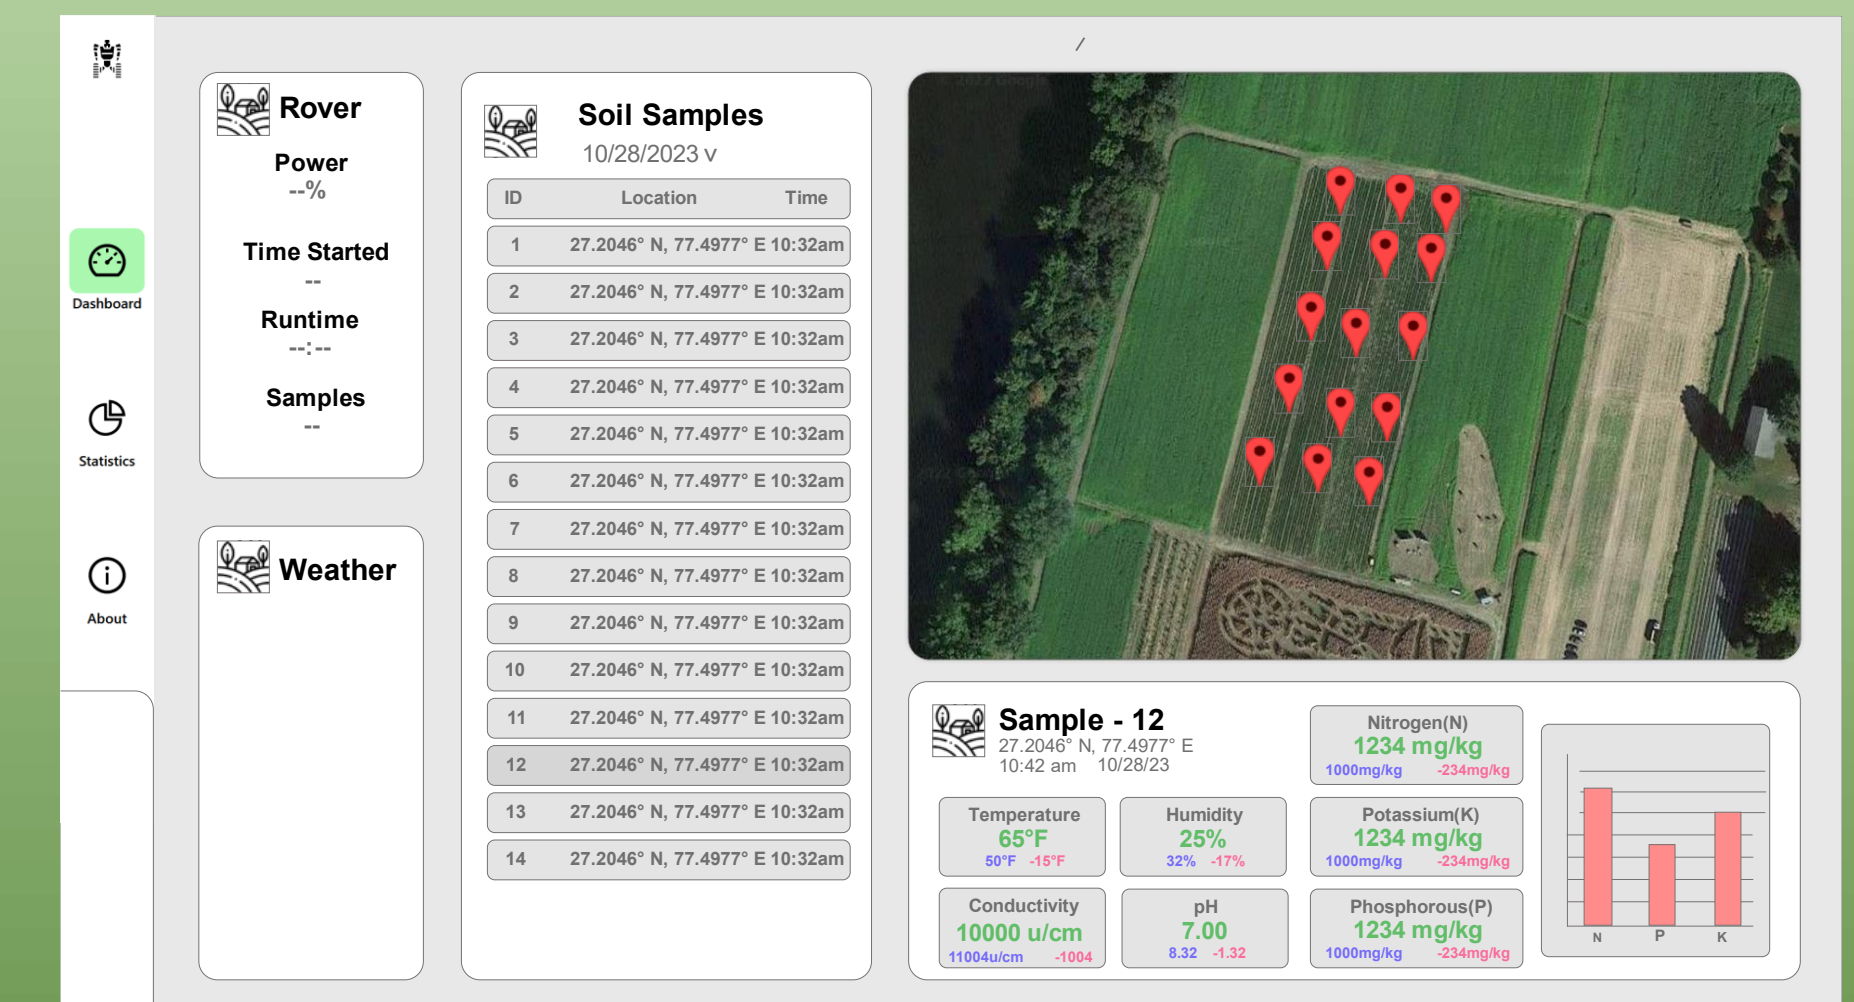 /
Dashboard
Statistics
About
Rover
Power
--%
Time Started
--
Runtime
--:--
Samples
--
Weather
Soil Samples
10/28/2023 v
ID Location Time
1 27.2046° N, 77.4977° E 10:32am
2 27.2046° N, 77.4977° E 10:32am
3 27.2046° N, 77.4977° E 10:32am
4 27.2046° N, 77.4977° E 10:32am
5 27.2046° N, 77.4977° E 10:32am
6 27.2046° N, 77.4977° E 10:32am
7 27.2046° N, 77.4977° E 10:32am
8 27.2046° N, 77.4977° E 10:32am
9 27.2046° N, 77.4977° E 10:32am
10 27.2046° N, 77.4977° E 10:32am
11 27.2046° N, 77.4977° E 10:32am
12 27.2046° N, 77.4977° E 10:32am
13 27.2046° N, 77.4977° E 10:32am
14 27.2046° N, 77.4977° E 10:32am
Sample - 12
27.2046° N, 77.4977° E
10:42 am 10/28/23
Temperature
65°F
50°F -15°F
Humidity
25%
32% -17%
Conductivity
10000 u/cm
11004u/cm -1004
pH
7.00
8.32 -1.32
Nitrogen(N)
1234 mg/kg
1000mg/kg -234mg/kg
Potassium(K)
1234 mg/kg
1000mg/kg -234mg/kg
Phosphorous(P)
1234 mg/kg
1000mg/kg -234mg/kg
N P K